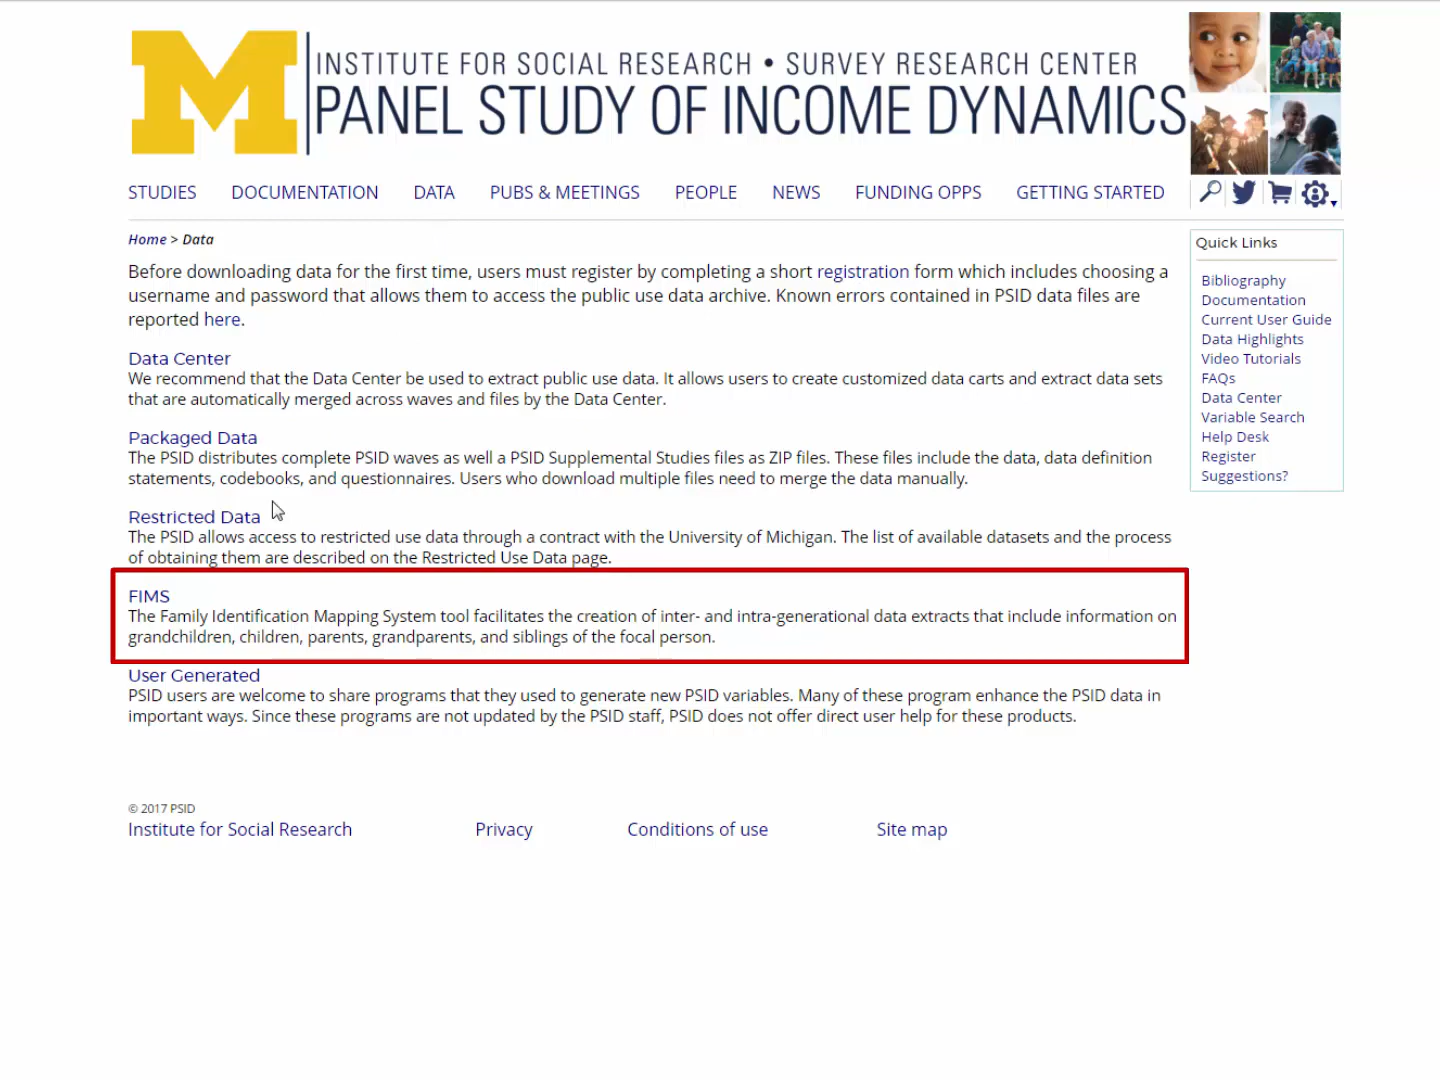 M
INSTITUTE FOR SOCIAL RESEARCH • SURVEY RESEARCH CENTER
PANEL STUDY OF INCOME DYNAMICS
STUDIES DOCUMENTATION DATA PUBS & MEETINGS PEOPLE NEWS FUNDING OPPS GETTING STARTED
Home > Data
Before downloading data for the first time, users must register by completing a short registration form which includes choosing a
username and password that allows them to access the public use data archive. Known errors contained in PSID data files are
reported here.
Data Center
We recommend that the Data Center be used to extract public use data. It allows users to create customized data carts and extract data sets
that are automatically merged across waves and files by the Data Center.
Packaged Data
The PSID distributes complete PSID waves as well a PSID Supplemental Studies files as ZIP files. These files include the data, data definition
statements, codebooks, and questionnaires. Users who download multiple files need to merge the data manually.
Restricted Data
The PSID allows access to restricted use data through a contract with the University of Michigan. The list of available datasets and the process
of obtaining them are described on the Restricted Use Data page.
FIMS
The Family Identification Mapping System tool facilitates the creation of inter- and intra-generational data extracts that include information on
grandchildren, children, parents, grandparents, and siblings of the focal person.
User Generated
PSID users are welcome to share programs that they used to generate new PSID variables. Many of these program enhance the PSID data in
important ways. Since these programs are not updated by the PSID staff, PSID does not offer direct user help for these products.
Quick Links
Bibliography
Documentation
Current User Guide
Data Highlights
Video Tutorials
FAQs
Data Center
Variable Search
Help Desk
Register
Suggestions?
© 2017 PSID
Institute for Social Research Privacy Conditions of use Site map